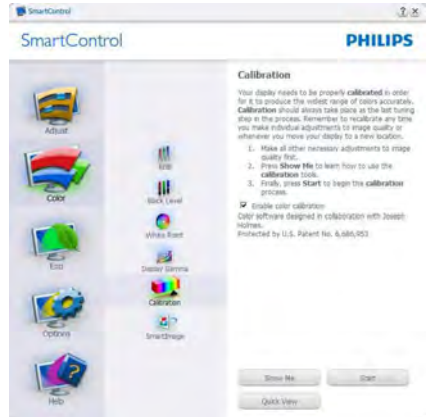 SmartControl
SmartControl
PHILIPS
Adjust
Color
Eco
Options
Help
RGB
Black Level
White Point
Display Gamma
Calibration
SmartImage
Calibration
Your display needs to be properly calibrated in order
for it to produce the widest range of colors accurately.
Calibration should always take place as the last tuning
step in the process. Remember to recalibrate any time
you make individual adjustments to image quality or
whenever you move your display to a new location.
1. Make all other necessary adjustments to image
quality first.
2. Press Show Me to learn how to use the
calibration tools.
3. Finally, press Start to begin the calibration
process.
Enable color calibration
Color software designed in collaboration with Joseph
Holmes.
Protected by U.S. Patent No. 6,686,953
Show Me
Start
Quick View